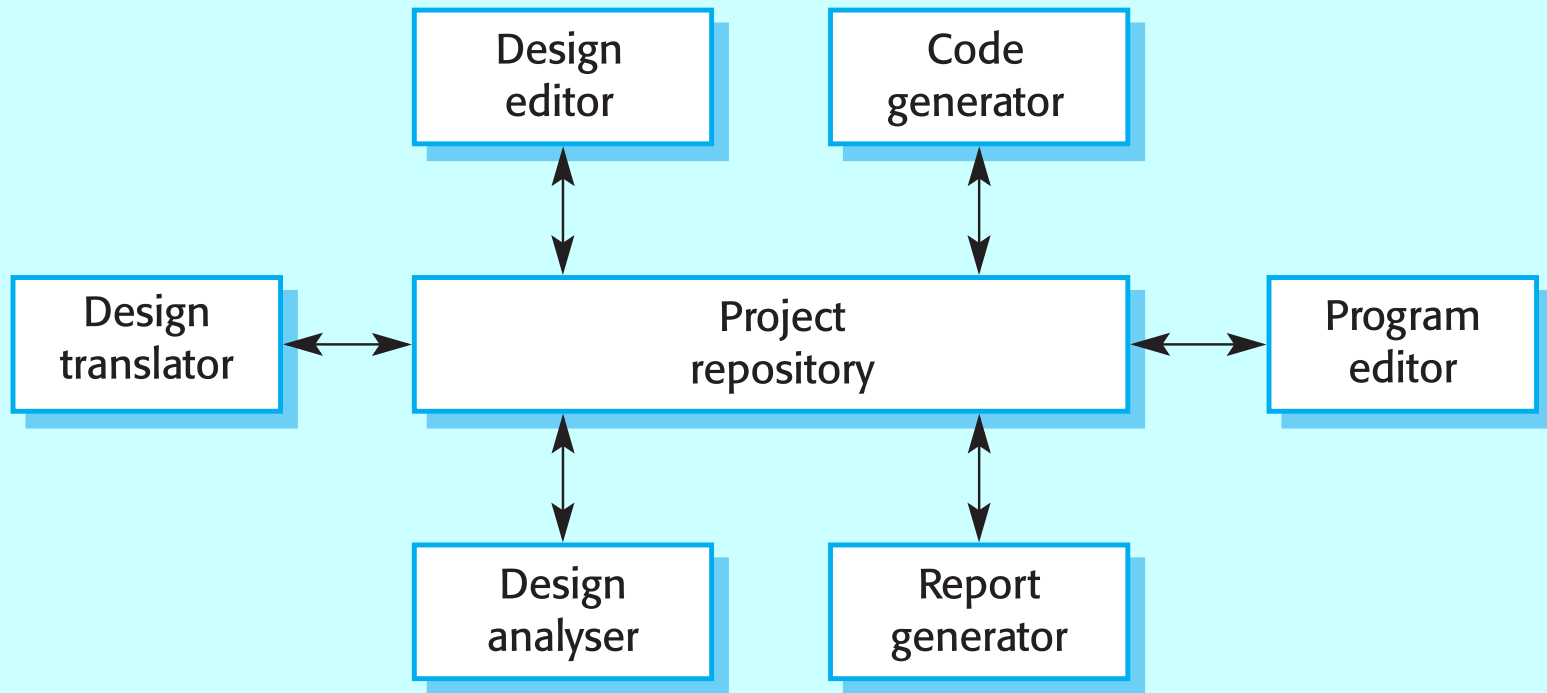 Design
editor
Code
generator
Design
translator
Project
repository
Program
editor
Design
analyser
Report
generator